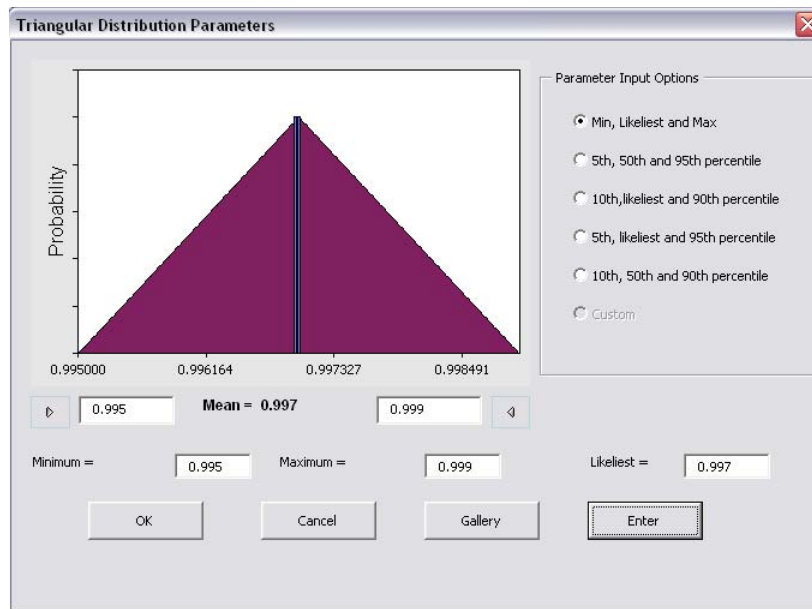 Triangular Distribution Parameters
Probability
0.995000 0.996164 0.997327 0.998491
0.995 Mean = 0.997 0.999
Minimum = 0.995 Maximum = 0.999 Likeliest = 0.997
OK Cancel Gallery Enter
Parameter Input Options
Min, Likeliest and Max
5th, 50th and 95th percentile
10th,likeliest and 90th percentile
5th, likeliest and 95th percentile
10th, 50th and 90th percentile
Custom